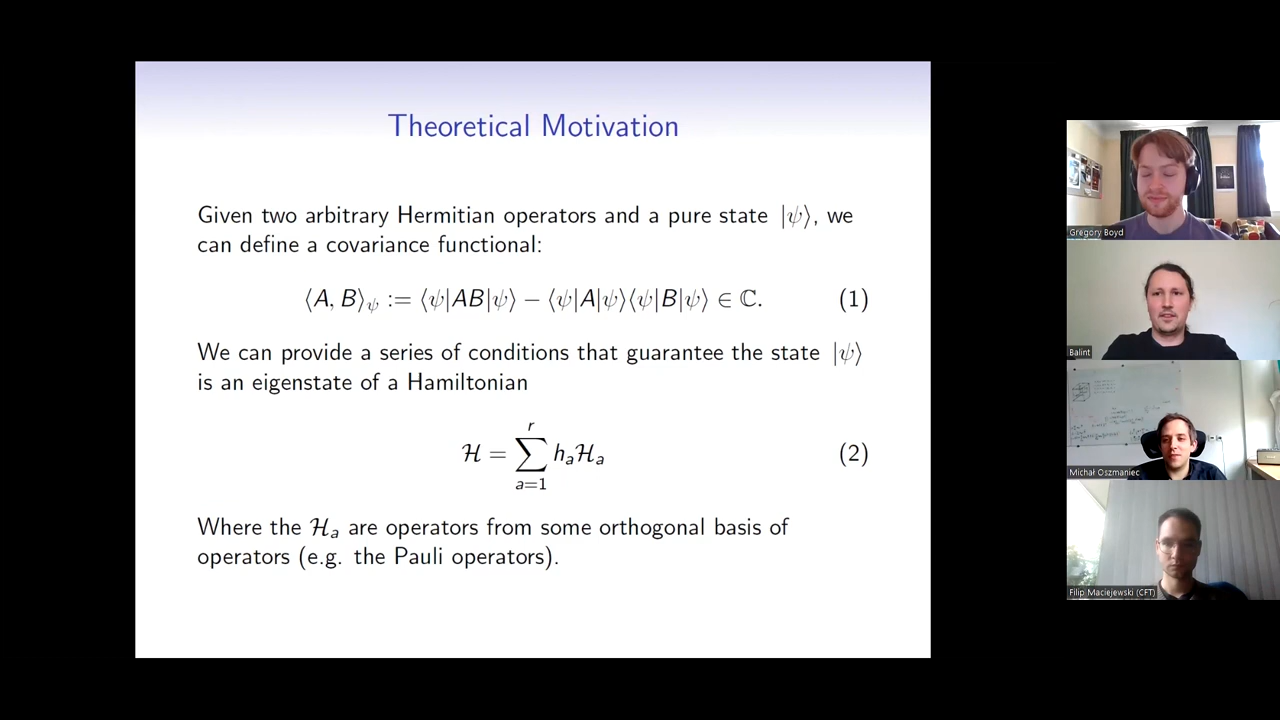 Theoretical Motivation
Given two arbitrary Hermitian operators and a pure state |ψ⟩, we
can define a covariance functional:
⟨A, B⟩_ψ := ⟨ψ|AB|ψ⟩ − ⟨ψ|A|ψ⟩⟨ψ|B|ψ⟩ ∈ ℂ. (1)
We can provide a series of conditions that guarantee the state |ψ⟩
is an eigenstate of a Hamiltonian
ℋ = ∑_{a=1}^{r} h_a ℋ_a (2)
Where the ℋ_a are operators from some orthogonal basis of
operators (e.g. the Pauli operators).
Gregory Boyd
Balint
Michał Oszmaniec
Filip Maciejewski (CFT)